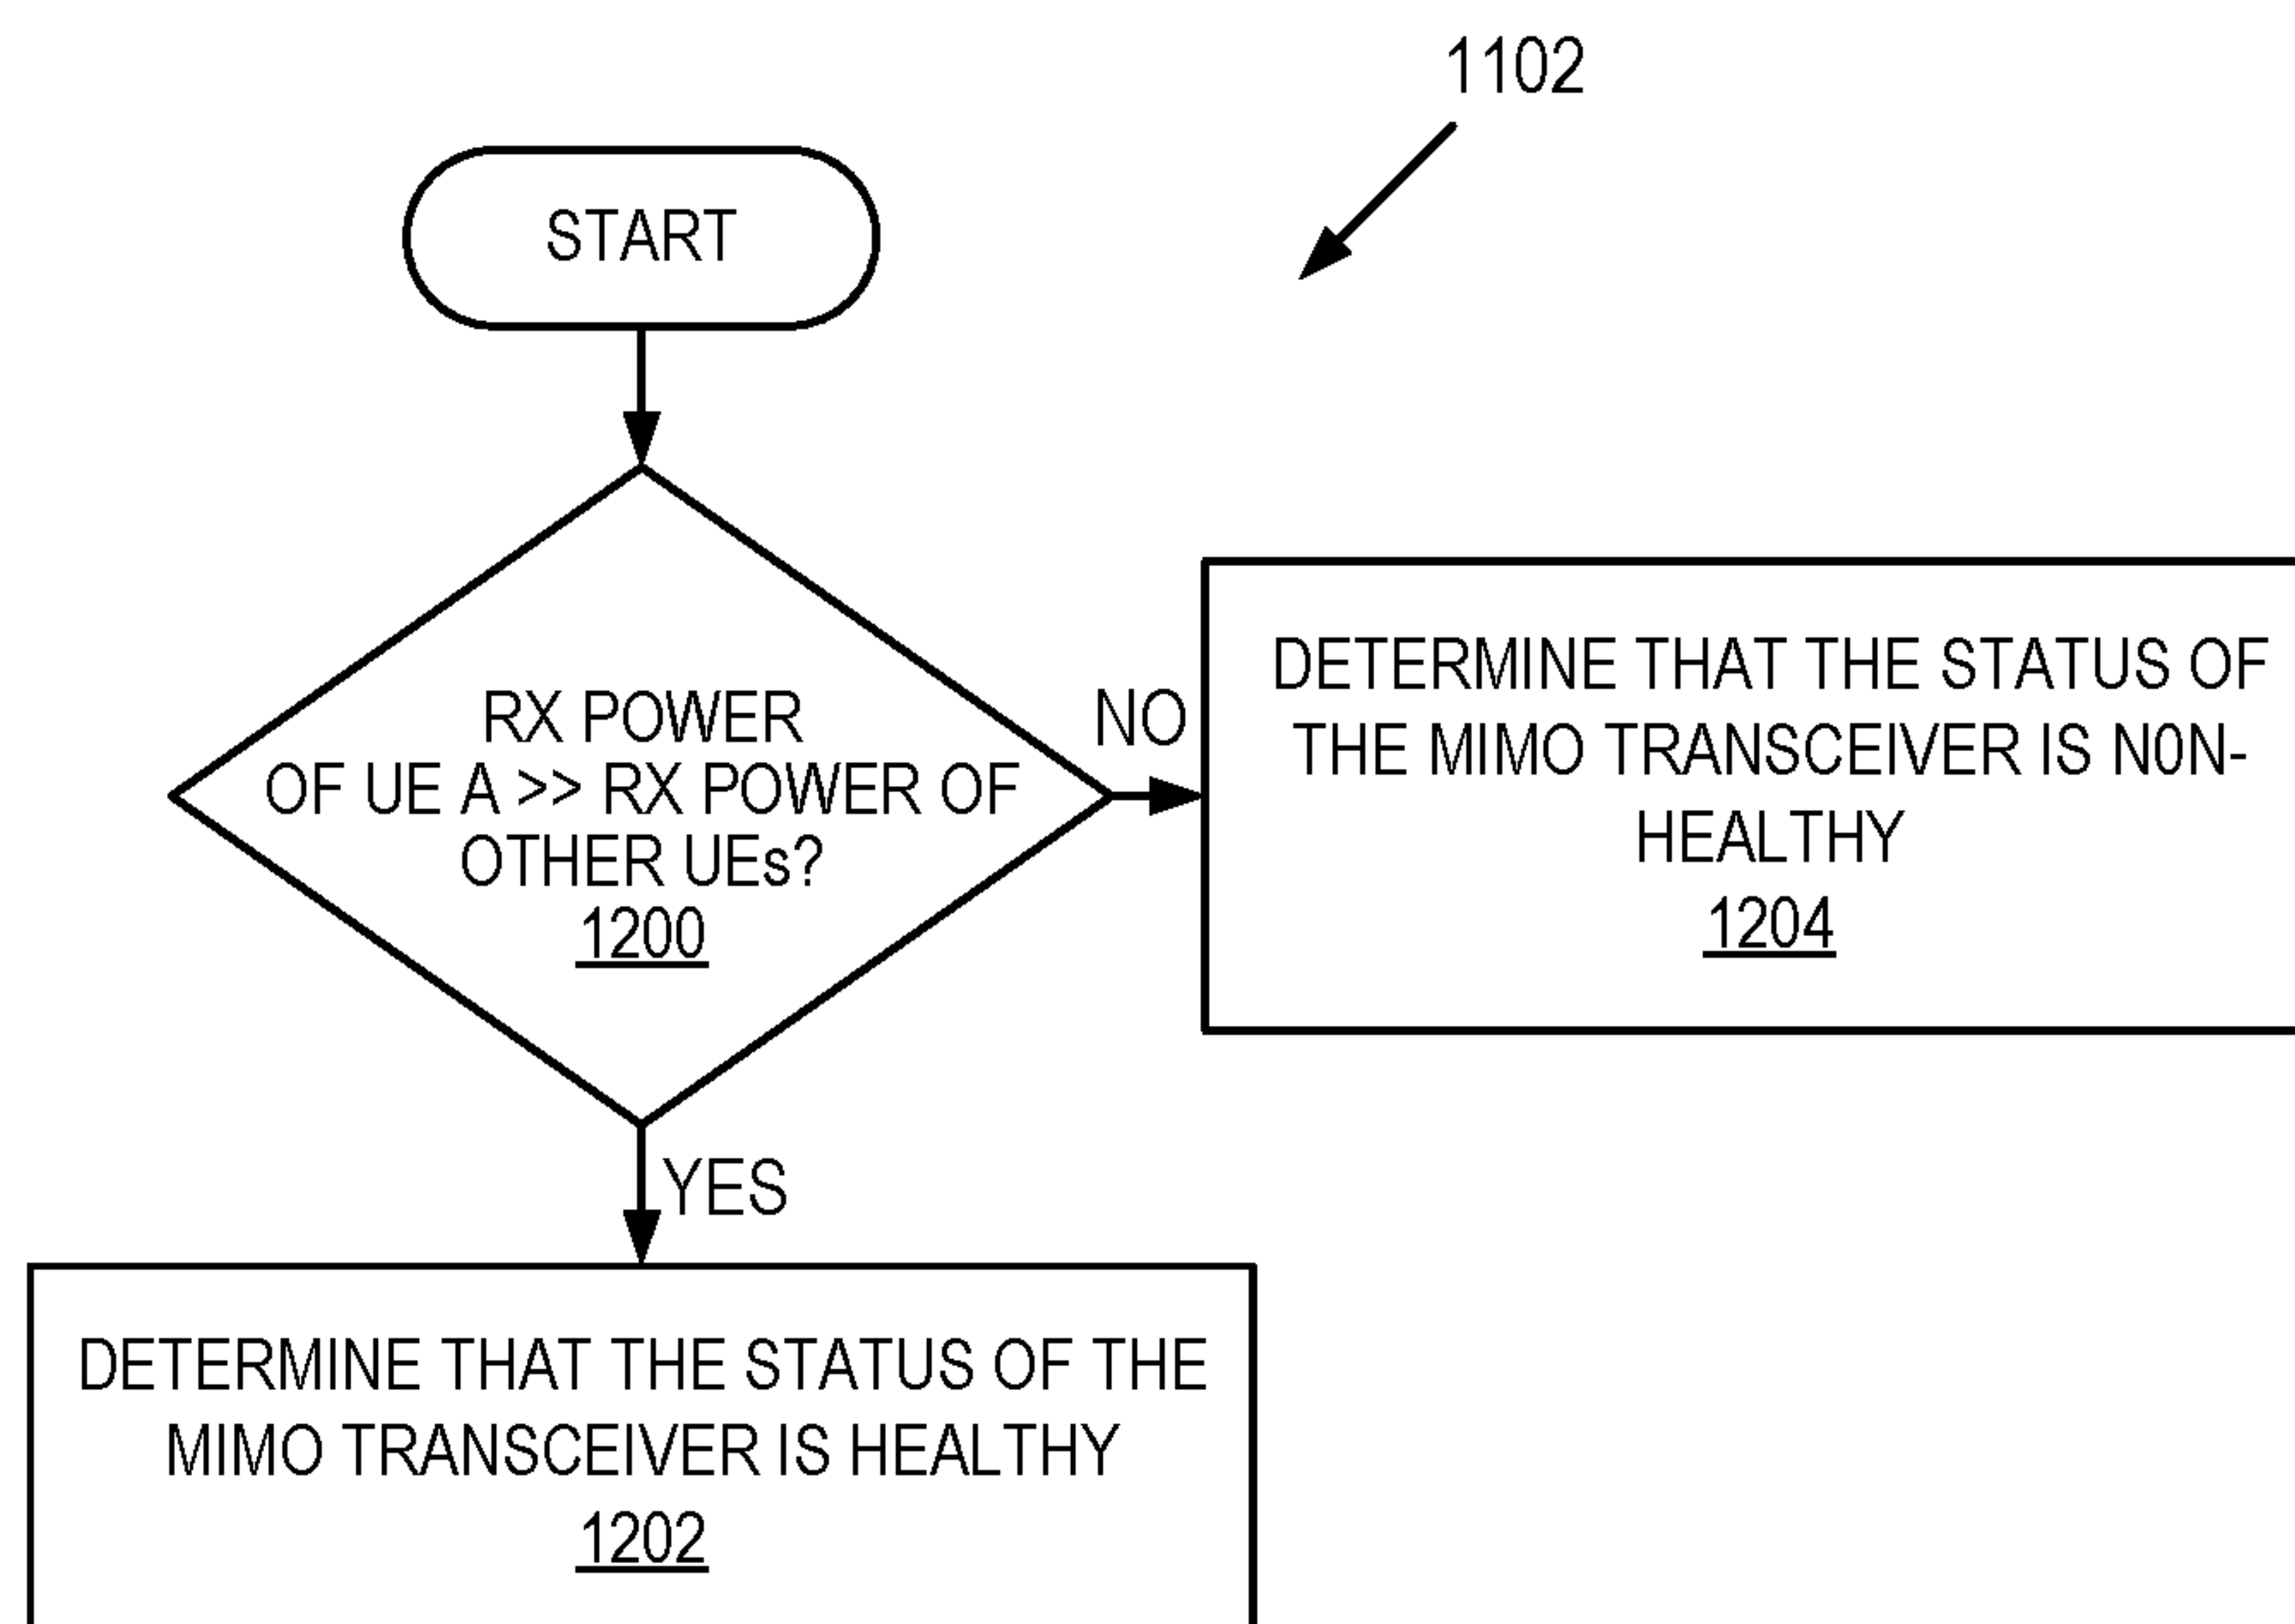 1102
START
RX POWER
OF UE A >> RX POWER OF
OTHER UEs?
1200
NO
DETERMINE THAT THE STATUS OF
THE MIMO TRANSCEIVER IS N0N-
HEALTHY
1204
YES
DETERMINE THAT THE STATUS OF THE
MIMO TRANSCEIVER IS HEALTHY
1202